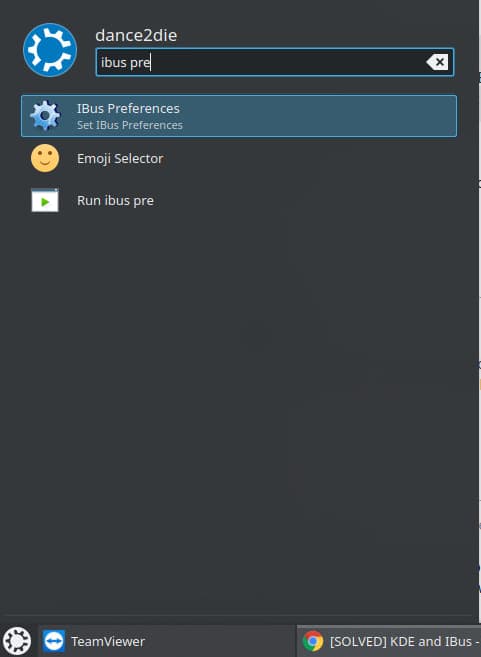 dance2die
ibus pre
IBus Preferences
Set IBus Preferences
Emoji Selector
Run ibus pre
TeamViewer
[SOLVED] KDE and IBus -